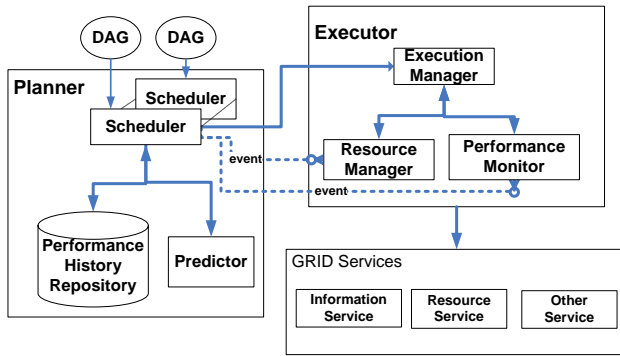 DAG
DAG
Executor
Execution
Manager
Planner
Scheduler
Scheduler
event
Resource
Manager
Performance
Monitor
event
Performance
History
Repository
Predictor
GRID Services
Information
Service
Resource
Service
Other
Service